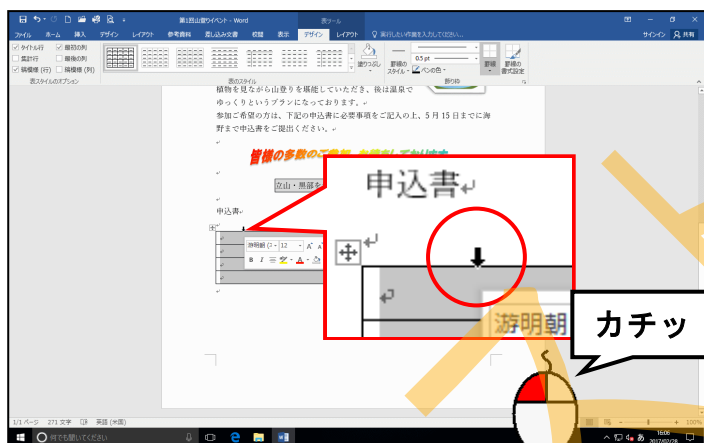 第1回山登りイベント - Word
表ツール
ファイル ホーム 挿入 デザイン レイアウト 参考資料 差し込み文書 校閲 表示 デザイン レイアウト 実行したい作業を入力してください... サインイン 共有
タイトル行 最初の列
集計行 最後の列
縞模様 (行) 縞模様 (列)
塗りつぶし 罫線のスタイル 0.5 pt ペンの色 罫線 罫線の書式設定
表スタイルのオプション 表のスタイル 飾り枠
植物を見ながら山登りを堪能していただき、後は温泉で
ゆっくりというプランになっております。
参加ご希望の方は、下記の申込書に必要事項をご記入の上、5 月 15 日までに海
野まで申込書をご提出ください。
皆様の多数のご
立山・黒部を
申込書
游明朝 (ﾆ 12
B I A
申込書
游明朝
カチッ
1/1 ページ 271 文字 英語 (米国) 100%
何でも聞いてください
あ 16:06
2017/02/28